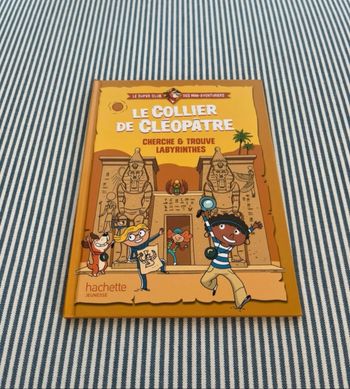 LE SUPER CLUB DES MINI-AVENTURIERS
LE COLLIER
DE CLÉOPÂTRE
CHERCHE & TROUVE
LABYRINTHES
hachette
JEUNESSE